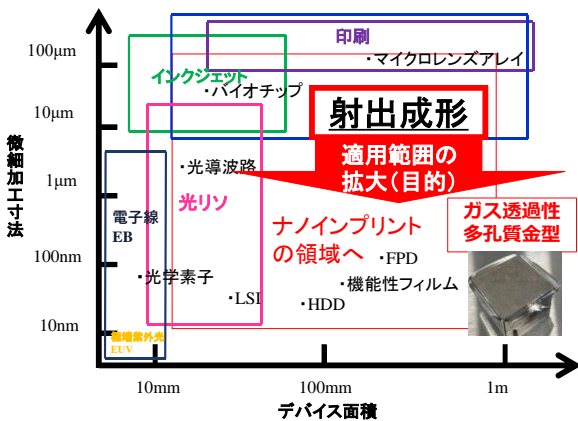 100μm
10μm
1μm
100nm
10nm
微細加工寸法
印刷
・マイクロレンズアレイ
インクジェット
・バイオチップ
射出成形
適用範囲の
拡大(目的)
・光導波路
光リソ
電子線
EB
ガス透過性
多孔質金型
ナノインプリント
の領域へ
・FPD
・光学素子
・機能性フィルム
・LSI
・HDD
極端紫外光
EUV
10mm
100mm
1m
デバイス面積